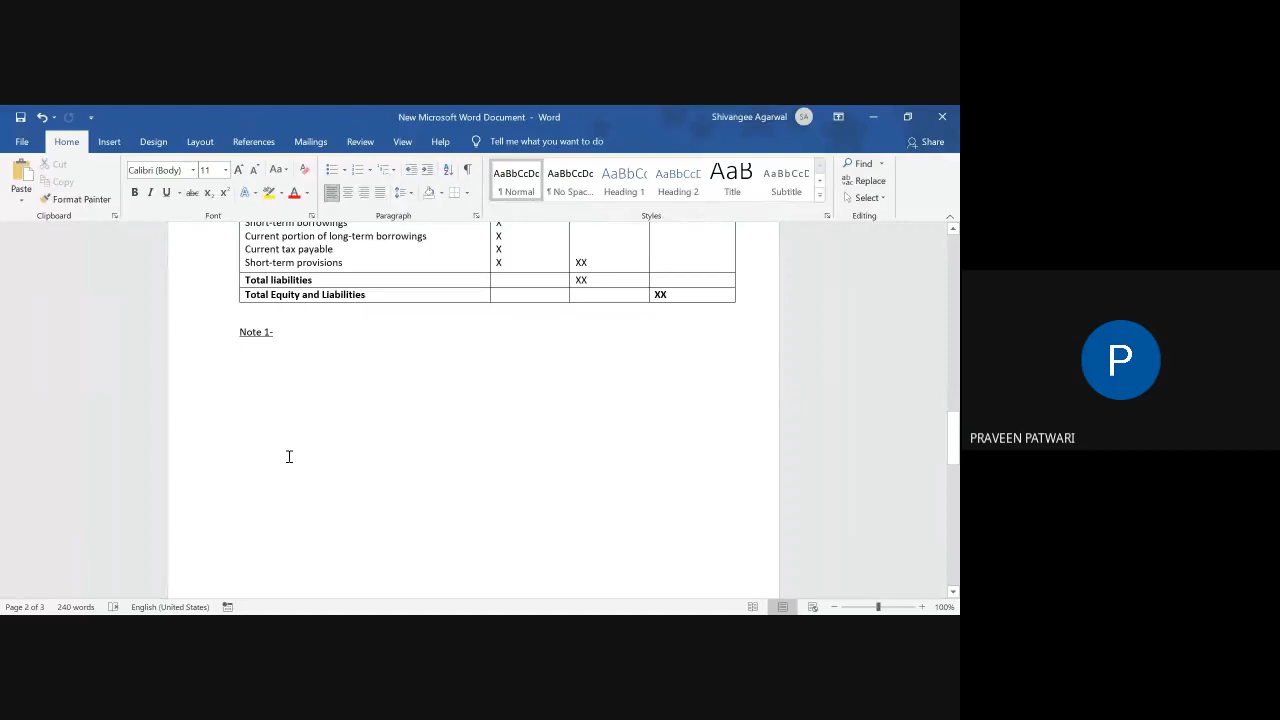 New Microsoft Word Document - Word
Shivangee Agarwal
SA
File Home Insert Design Layout References Mailings Review View Help Tell me what you want to do Share
Paste
Cut
Copy
Format Painter
Clipboard
Calibri (Body) 11
Font
Paragraph
AaBbCcDc AaBbCcDc AaBbCc AaBbCcE AaB AaBbCcD
¶ Normal ¶ No Spac... Heading 1 Heading 2 Title Subtitle
Styles
Find
Replace
Select
Editing
Short-term borrowings X
Current portion of long-term borrowings X
Current tax payable X
Short-term provisions X XX
Total liabilities XX
Total Equity and Liabilities XX
Note 1-
Page 2 of 3 240 words English (United States) 100%
P
PRAVEEN PATWARI